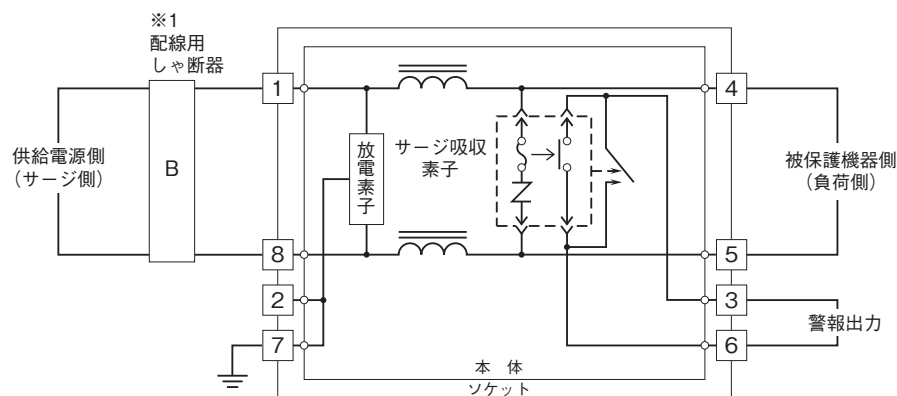 ※1
配線用
しゃ断器
1
4
供給電源側
（サージ側）
B
放電素子
サージ吸収
素子
被保護機器側
（負荷側）
8
5
2
3
警報出力
7
6
本 体
ソケット